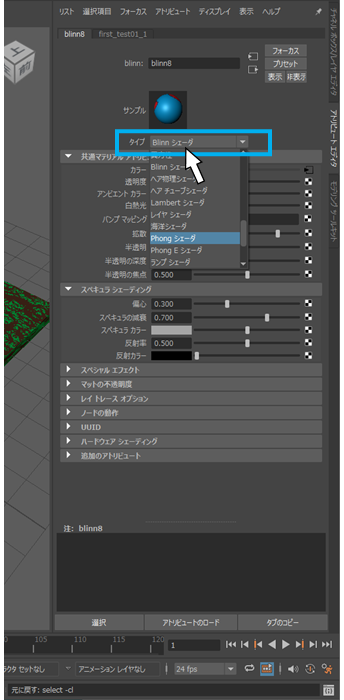 リスト 選択項目 フォーカス アトリビュート ディスプレイ 表示 ヘルプ
blinn8 first_test01_1
フォーカス
blinn: blinn8 プリセット
表示 非表示
サンプル
タイプ Blinn シェーダ
共通マテリアル アトリビ
カラー Blinn シェーダ
透明度 ヘア物理シェーダ
アンビエント カラー ヘア チューブシェーダ
白熱光 Lambert シェーダ
バンプ マッピング レイヤ シェーダ
海洋シェーダ
拡散 Phong シェーダ
半透明 Phong E シェーダ
半透明の深度 ランプ シェーダ
半透明の焦点 0.500
スペキュラ シェーディング
偏心 0.300
スペキュラの減衰 0.700
スペキュラ カラー
反射率 0.500
反射カラー
スペシャル エフェクト
マットの不透明度
レイ トレース オプション
ノードの動作
UUID
ハードウェア シェーディング
追加のアトリビュート
注: blinn8
選択 アトリビュートのロード タブのコピー
チャネル ボックス/レイヤ エディタ
アトリビュート エディタ
モデリング ツールキット
上
前
100 105 110 115 120
1
ラクタ セットなし アニメーション レイヤなし 24 fps
元に戻す: select -cl